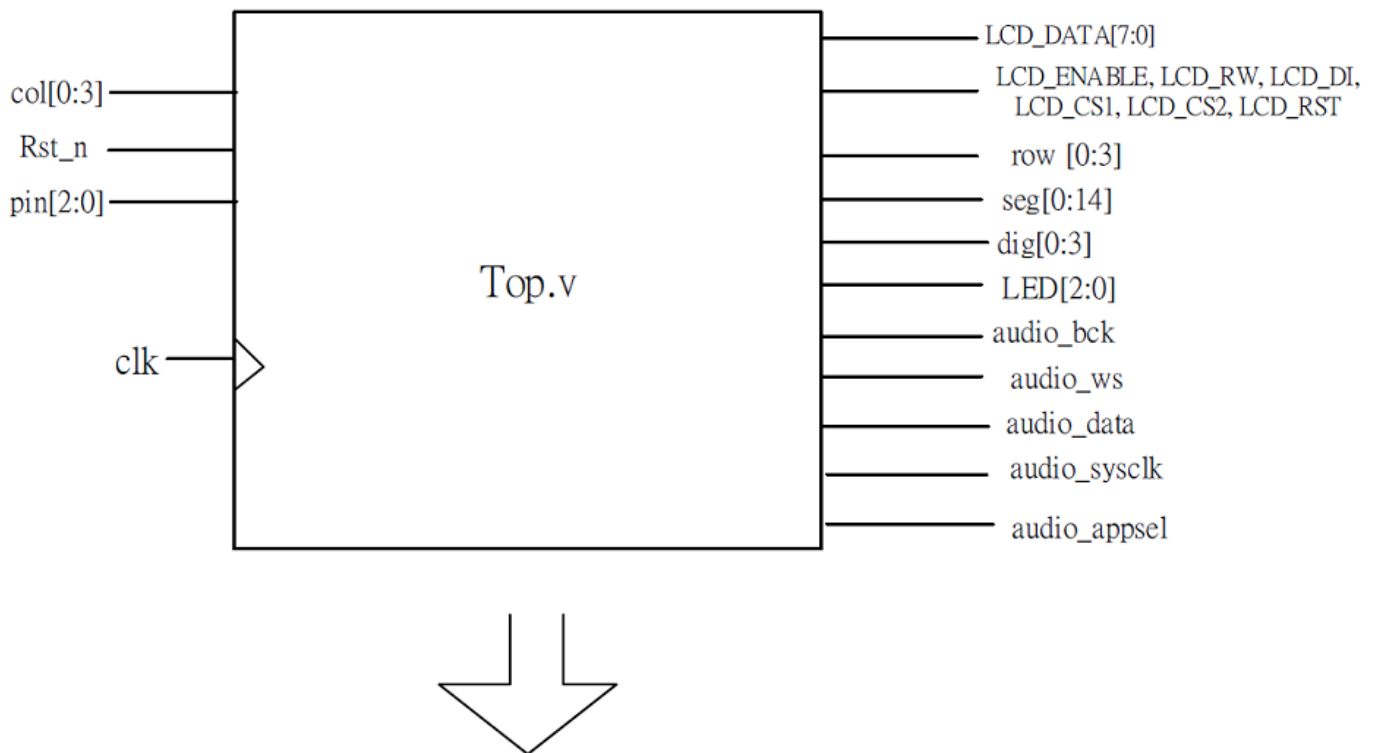 col[0:3]
Rst_n
pin[2:0]
clk
Top.v
LCD_DATA[7:0]
LCD_ENABLE, LCD_RW, LCD_DI,
LCD_CS1, LCD_CS2, LCD_RST
row [0:3]
seg[0:14]
dig[0:3]
LED[2:0]
audio_bck
audio_ws
audio_data
audio_sysclk
audio_appsel